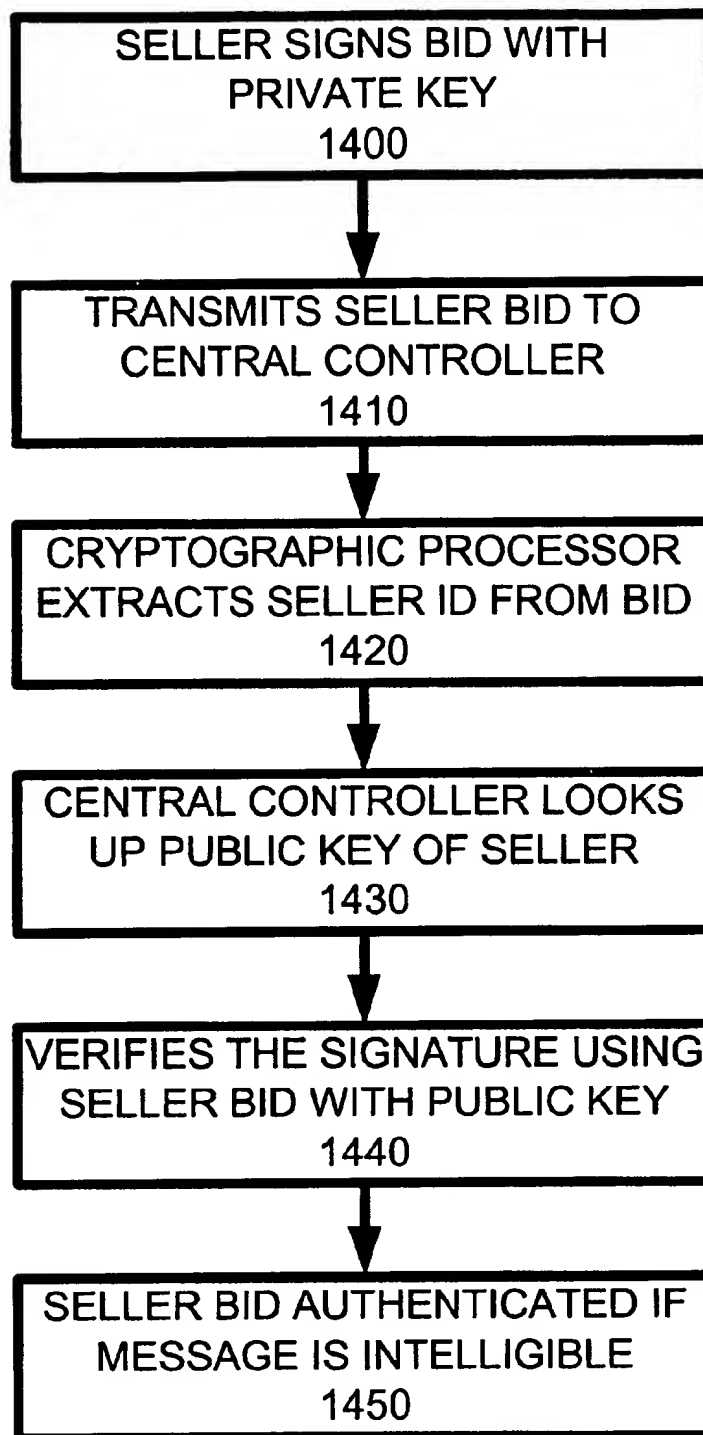 SELLER SIGNS BID WITH
PRIVATE KEY
1400
TRANSMITS SELLER BID TO
CENTRAL CONTROLLER
1410
CRYPTOGRAPHIC PROCESSOR
EXTRACTS SELLER ID FROM BID
1420
CENTRAL CONTROLLER LOOKS
UP PUBLIC KEY OF SELLER
1430
VERIFIES THE SIGNATURE USING
SELLER BID WITH PUBLIC KEY
1440
SELLER BID AUTHENTICATED IF
MESSAGE IS INTELLIGIBLE
1450